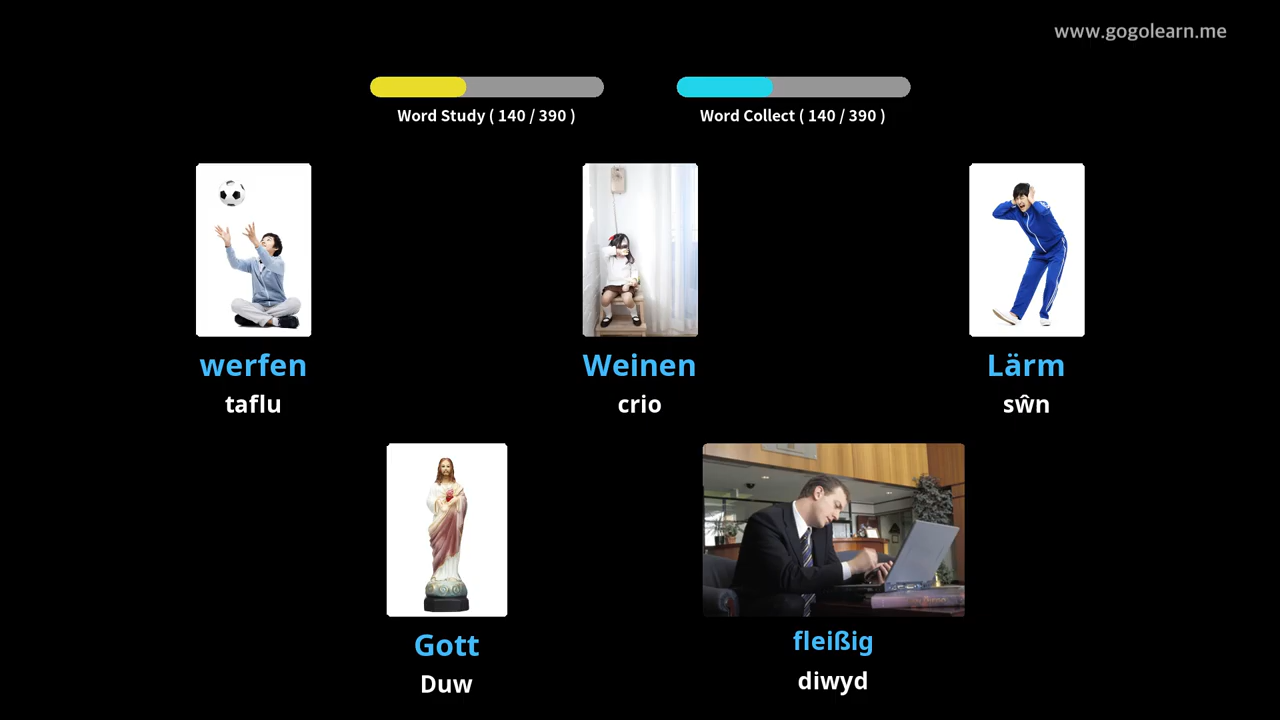 www.gogolearn.me
Word Study ( 140 / 390 )
Word Collect ( 140 / 390 )
werfen
Weinen
Lärm
taflu
crio
sŵn
Gott
fleißig
Duw
diwyd